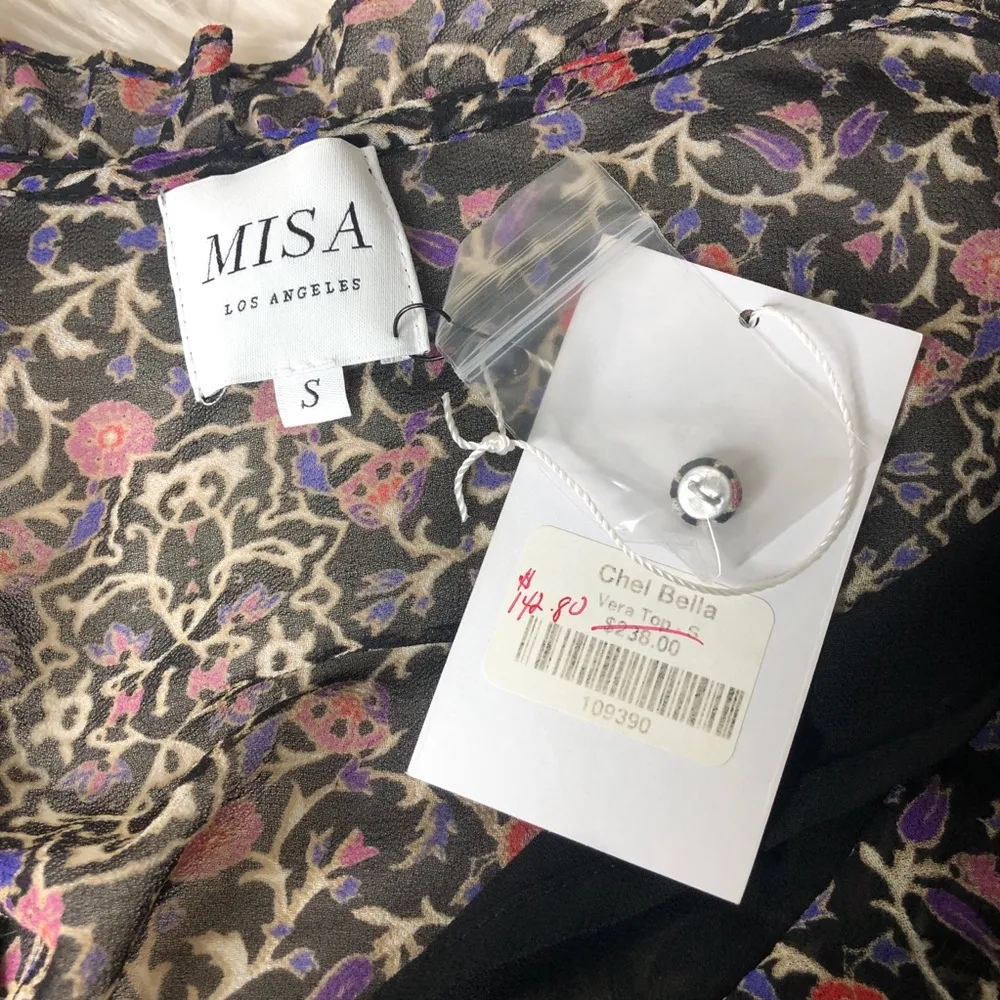 MISA
LOS ANGELES
S
Chel Bella
$ 142.80
Vera Top - S
$238.00
109390